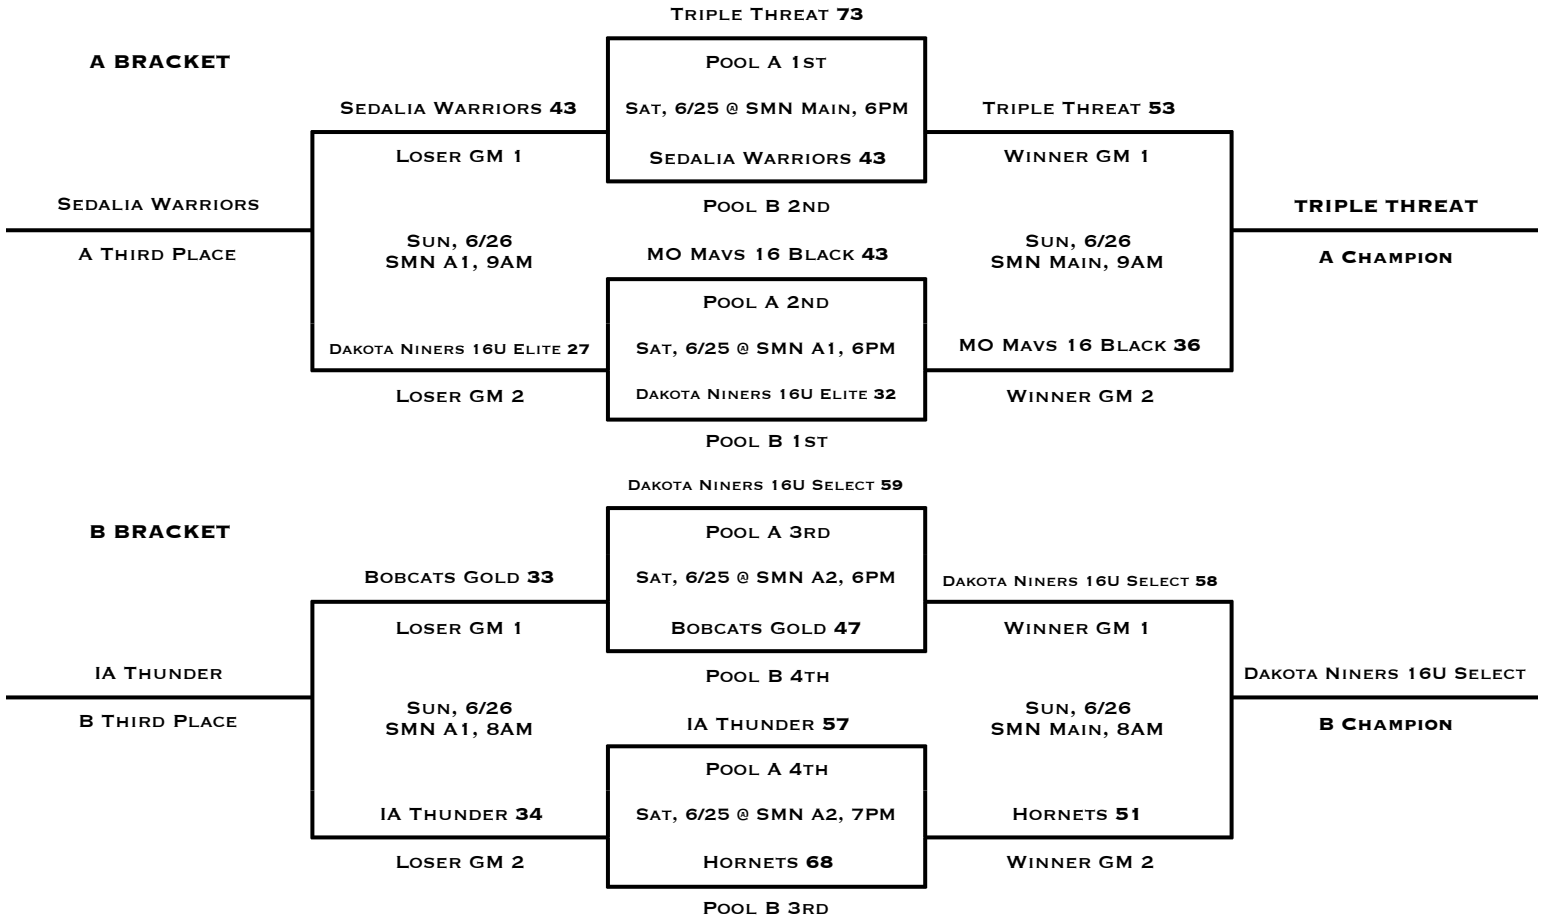 TRIPLE THREAT 73
A BRACKET
POOL A 1ST
SEDALIA WARRIORS 43
SAT, 6/25 @ SMN MAIN, 6PM
TRIPLE THREAT 53
LOSER GM 1
SEDALIA WARRIORS 43
WINNER GM 1
SEDALIA WARRIORS
POOL B 2ND
TRIPLE THREAT
A THIRD PLACE
SUN, 6/26
SMN A1, 9AM
MO MAVS 16 BLACK 43
SUN, 6/26
SMN MAIN, 9AM
A CHAMPION
POOL A 2ND
DAKOTA NINERS 16U ELITE 27
SAT, 6/25 @ SMN A1, 6PM
MO MAVS 16 BLACK 36
LOSER GM 2
DAKOTA NINERS 16U ELITE 32
WINNER GM 2
POOL B 1ST
DAKOTA NINERS 16U SELECT 59
B BRACKET
POOL A 3RD
BOBCATS GOLD 33
SAT, 6/25 @ SMN A2, 6PM
DAKOTA NINERS 16U SELECT 58
LOSER GM 1
BOBCATS GOLD 47
WINNER GM 1
IA THUNDER
POOL B 4TH
DAKOTA NINERS 16U SELECT
B THIRD PLACE
SUN, 6/26
SMN A1, 8AM
IA THUNDER 57
SUN, 6/26
SMN MAIN, 8AM
B CHAMPION
POOL A 4TH
IA THUNDER 34
SAT, 6/25 @ SMN A2, 7PM
HORNETS 51
LOSER GM 2
HORNETS 68
WINNER GM 2
POOL B 3RD